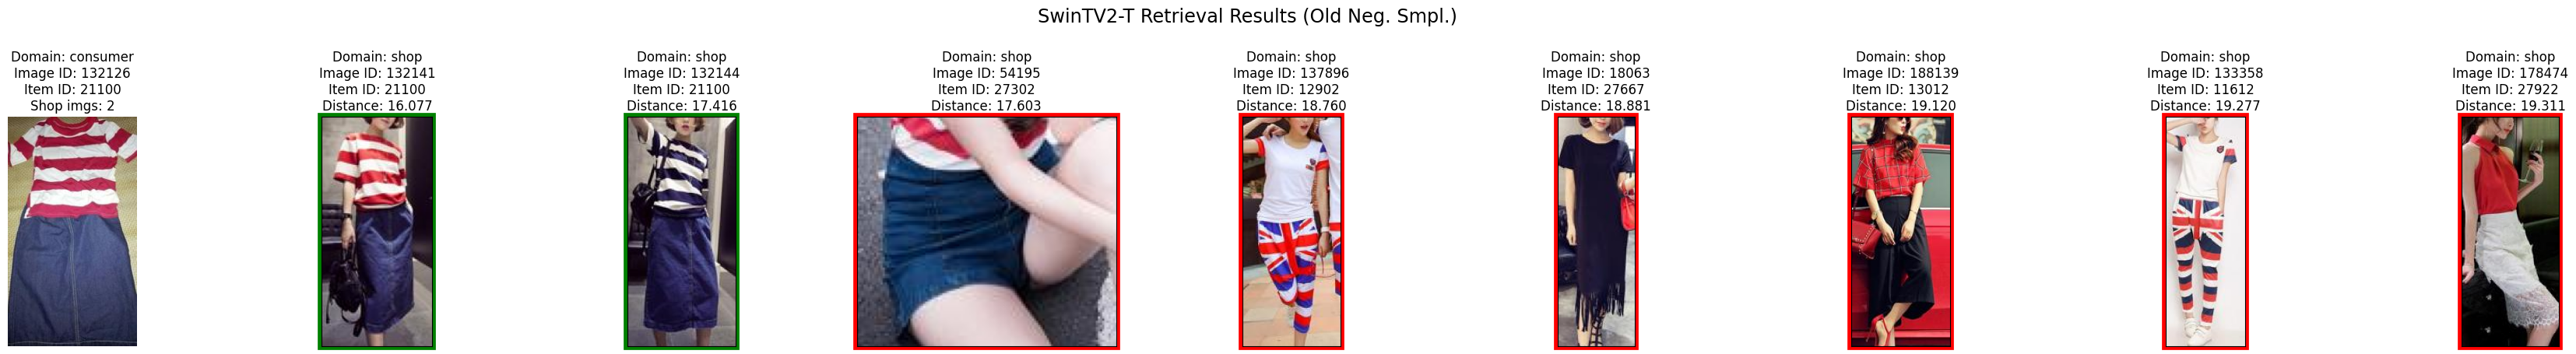 SwinTV2-T Retrieval Results (Old Neg. Smpl.)
Domain: consumer
Image ID: 132126
Item ID: 21100
Shop imgs: 2
Domain: shop
Image ID: 132141
Item ID: 21100
Distance: 16.077
Domain: shop
Image ID: 132144
Item ID: 21100
Distance: 17.416
Domain: shop
Image ID: 54195
Item ID: 27302
Distance: 17.603
Domain: shop
Image ID: 137896
Item ID: 12902
Distance: 18.760
Domain: shop
Image ID: 18063
Item ID: 27667
Distance: 18.881
Domain: shop
Image ID: 188139
Item ID: 13012
Distance: 19.120
Domain: shop
Image ID: 133358
Item ID: 11612
Distance: 19.277
Domain: shop
Image ID: 178474
Item ID: 27922
Distance: 19.311